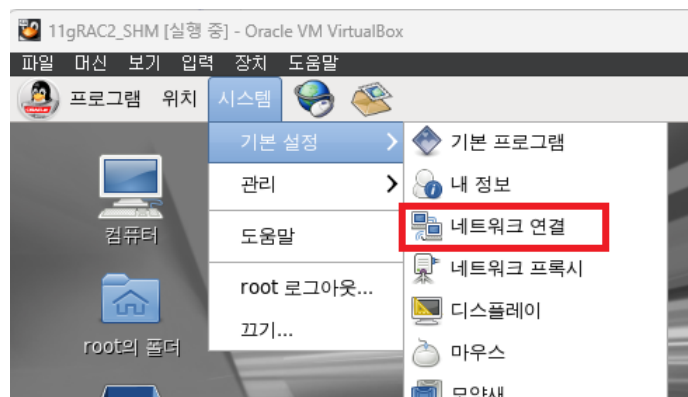 11gRAC2_SHM [실행 중] - Oracle VM VirtualBox
파일 머신 보기 입력 장치 도움말
프로그램 위치 시스템
기본 설정
관리
도움말
root 로그아웃...
끄기...
기본 프로그램
내 정보
네트워크 연결
네트워크 프록시
디스플레이
마우스
모양새
컴퓨터
root의 폴더